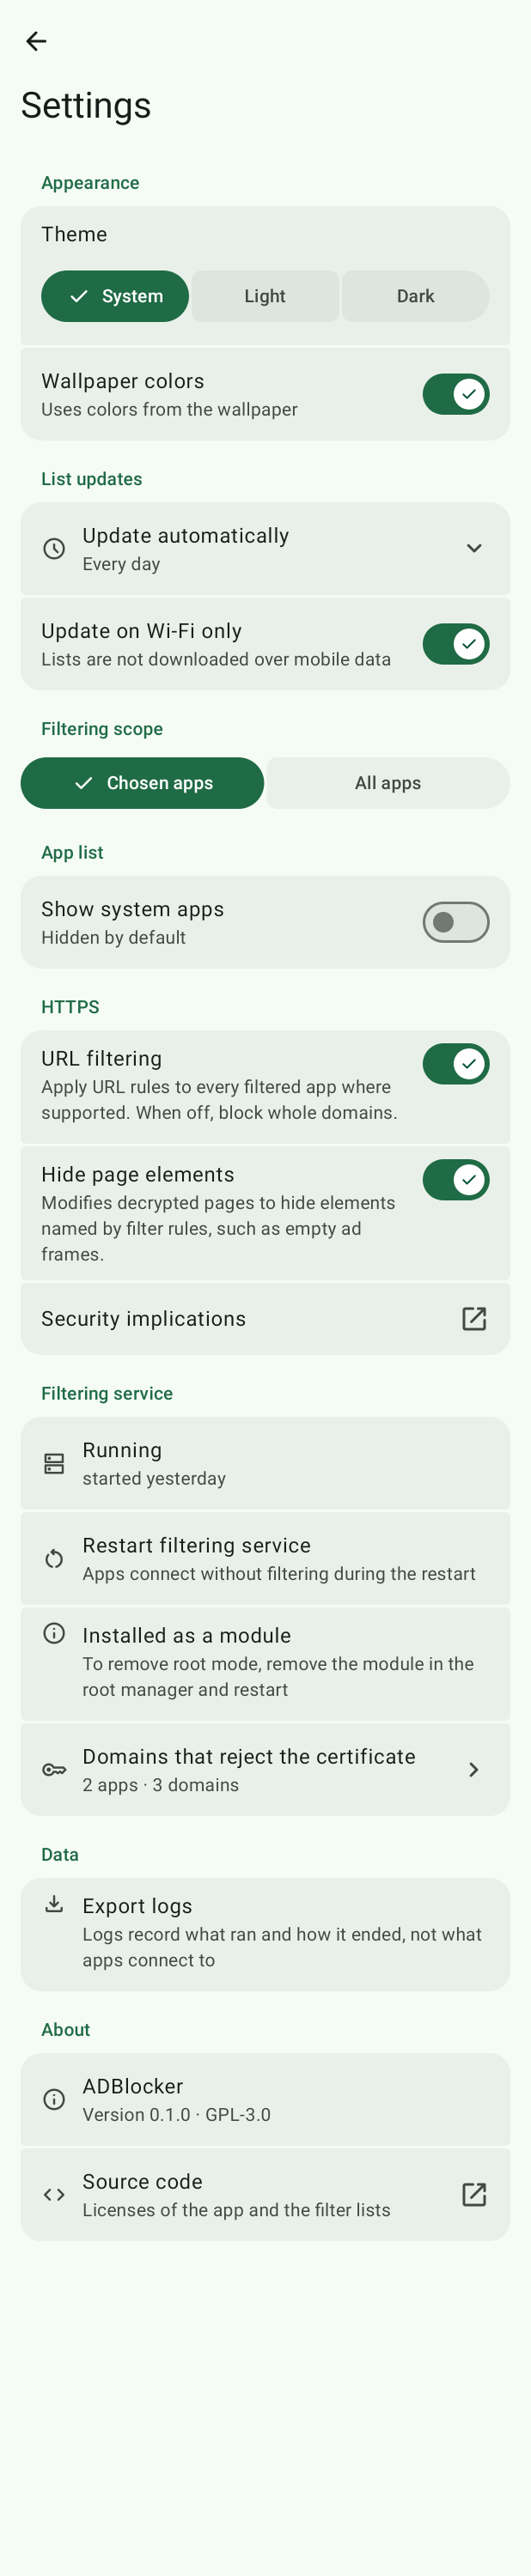 Settings
Appearance
Theme
System
Light
Dark
Wallpaper colors
Uses colors from the wallpaper
List updates
Update automatically
Every day
Update on Wi-Fi only
Lists are not downloaded over mobile data
Filtering scope
Chosen apps
All apps
App list
Show system apps
Hidden by default
HTTPS
URL filtering
Apply URL rules to every filtered app where
supported. When off, block whole domains.
Hide page elements
Modifies decrypted pages to hide elements
named by filter rules, such as empty ad
frames.
Security implications
Filtering service
Running
started yesterday
Restart filtering service
Apps connect without filtering during the restart
Installed as a module
To remove root mode, remove the module in the
root manager and restart
Domains that reject the certificate
2 apps · 3 domains
Data
Export logs
Logs record what ran and how it ended, not what
apps connect to
About
ADBlocker
Version 0.1.0 · GPL-3.0
Source code
Licenses of the app and the filter lists